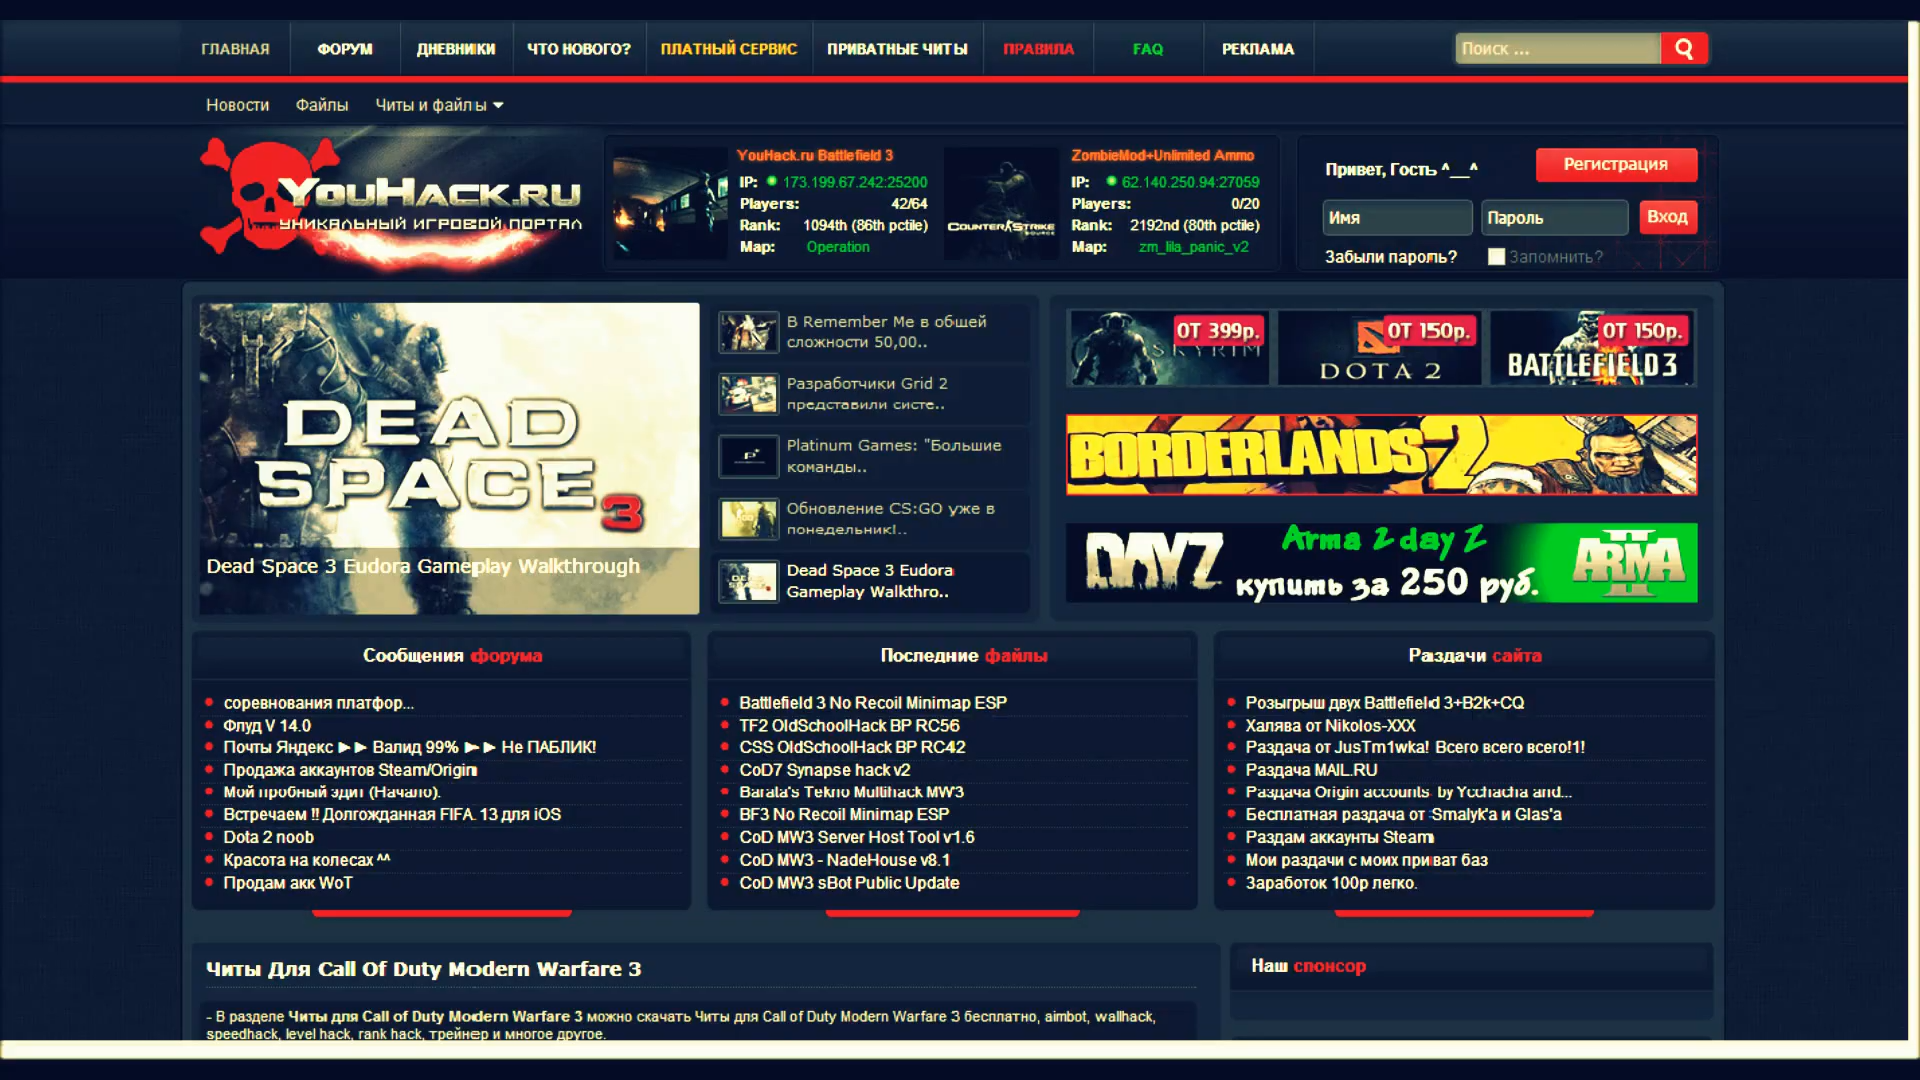 ГЛАВНАЯ ФОРУМ ДНЕВНИКИ ЧТО НОВОГО? ПЛАТНЫЙ СЕРВИС ПРИВАТНЫЕ ЧИТЫ ПРАВИЛА FAQ РЕКЛАМА Поиск ...
Новости Файлы Читы и файлы
YouHack.ru
УНИКАЛЬНЫЙ ИГРОВОЙ ПОРТАЛ
YouHack.ru Battlefield 3
IP: 173.199.67.242:25200
Players: 42/64
Rank: 1094th (86th pctile)
Map: Operation
COUNTER STRIKE
SOURCE
ZombieMod+Unlimited Ammo
IP: 62.140.250.94:27059
Players: 0/20
Rank: 2192nd (80th pctile)
Map: zm_lila_panic_v2
Привет, Гость ^__^ Регистрация
Имя Пароль Вход
Забыли пароль? Запомнить?
DEAD
SPACE 3
Dead Space 3 Eudora Gameplay Walkthrough
В Remember Me в общей
сложности 50,00..
Разработчики Grid 2
представили систе..
Platinum Games: "Большие
команды..
Обновление CS:GO уже в
понедельник!..
Dead Space 3 Eudora
Gameplay Walkthro..
ОТ 399р.
SKYRIM
ОТ 150р.
DOTA 2
ОТ 150р.
BATTLEFIELD 3
BORDERLANDS 2
DAYZ
Arma 2 day Z
купить за 250 руб.
ARMA II
Сообщения форума
соревнования платфор...
Флуд V 14.0
Почты Яндекс ►► Валид 99% ►► Не ПАБЛИК!
Продажа аккаунтов Steam/Origin
Мой пробный эдит (Начало).
Встречаем !! Долгожданная FIFA 13 для iOS
Dota 2 noob
Красота на колесах ^^
Продам акк WoT
Последние файлы
Battlefield 3 No Recoil Minimap ESP
TF2 OldSchoolHack BP RC56
CSS OldSchoolHack BP RC42
CoD7 Synapse hack v2
Barata's Tekno Multihack MW3
BF3 No Recoil Minimap ESP
CoD MW3 Server Host Tool v1.6
CoD MW3 - NadeHouse v8.1
CoD MW3 sBot Public Update
Раздачи сайта
Розыгрыш двух Battlefield 3+B2k+CQ
Халява от Nikolos-XXX
Раздача от JusTm1wka! Всего всего всего!1!
Раздача MAIL.RU
Раздача Origin accounts by Yochacha and...
Бесплатная раздача от Smalyk'a и Glas'a
Раздам аккаунты Steam
Мои раздачи с моих приват баз
Заработок 100р легко.
Читы Для Call Of Duty Modern Warfare 3
- В разделе Читы для Call of Duty Modern Warfare 3 можно скачать Читы для Call of Duty Modern Warfare 3 бесплатно, aimbot, wallhack,
speedhack, level hack, rank hack, трейнер и многое другое.
Наш спонсор